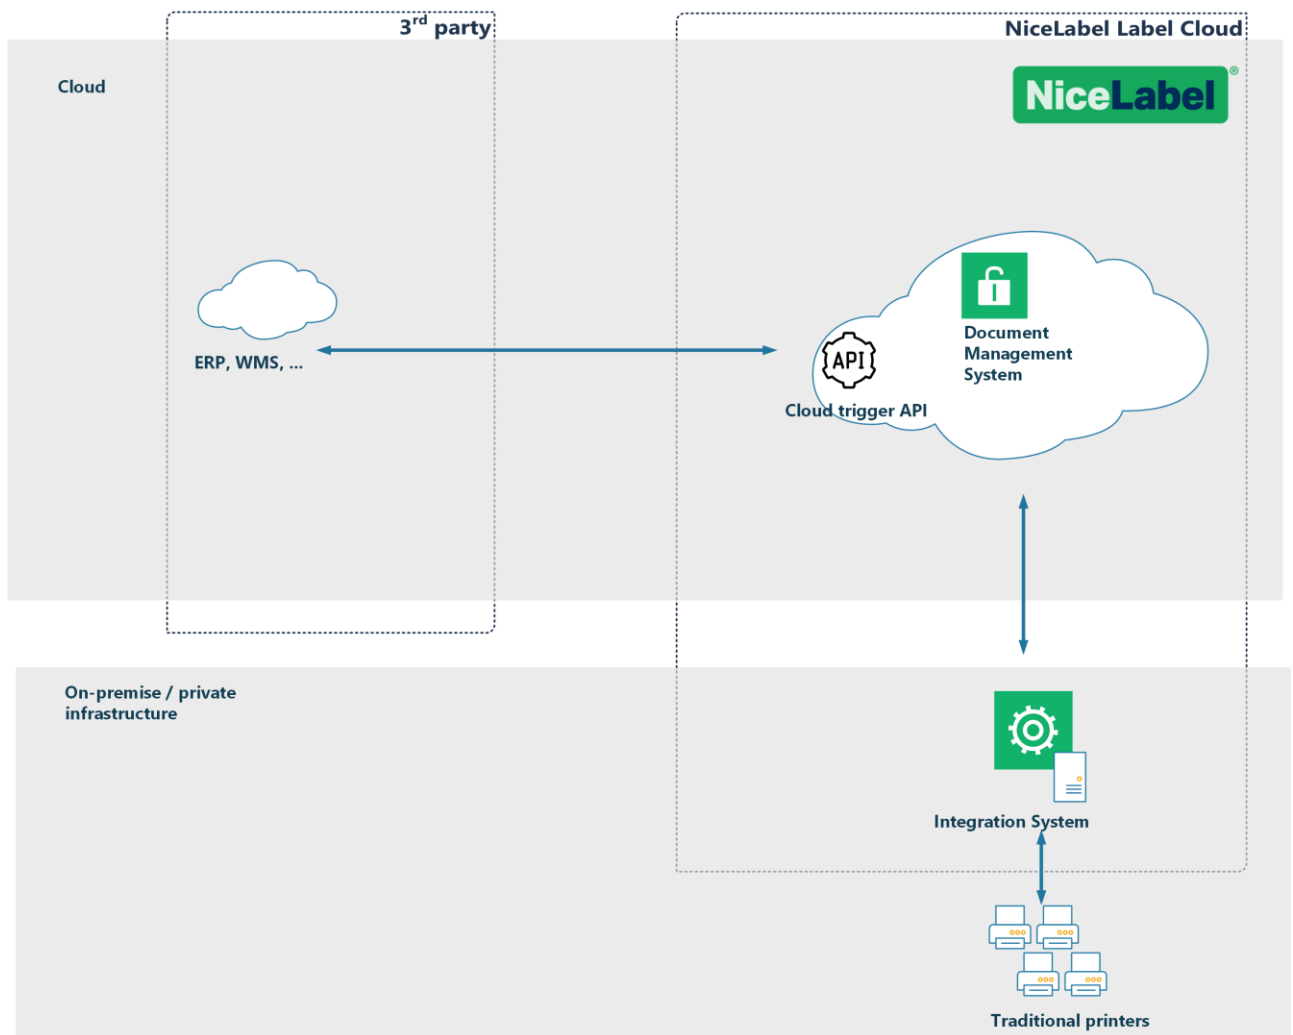 3rd party
NiceLabel Label Cloud
Cloud
NiceLabel®
Document
Management
System
API
ERP, WMS, ...
Cloud trigger API
On-premise / private
infrastructure
Integration System
Traditional printers